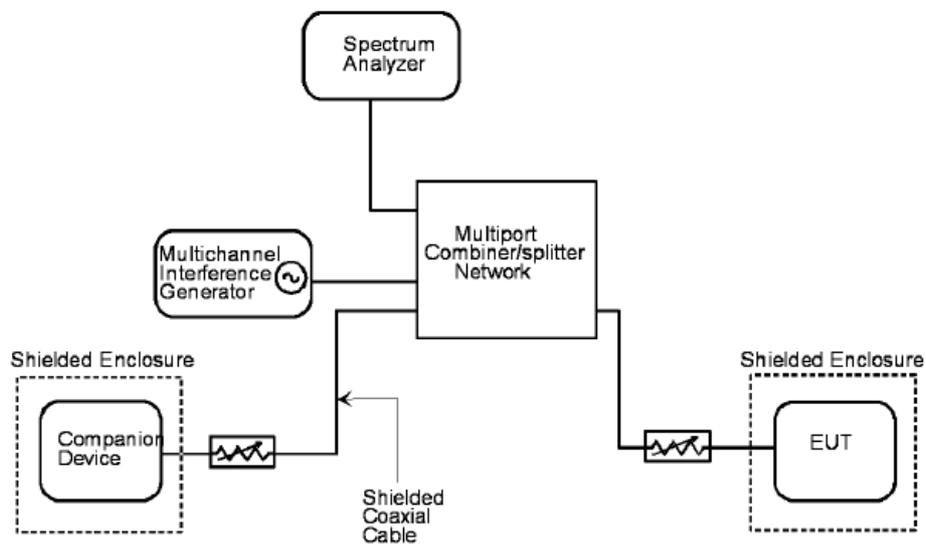 Spectrum
Analyzer
Multiport
Combiner/splitter
Network
Multichannel
Interference
Generator
Shielded Enclosure
Companion
Device
Shielded
Coaxial
Cable
Shielded Enclosure
EUT